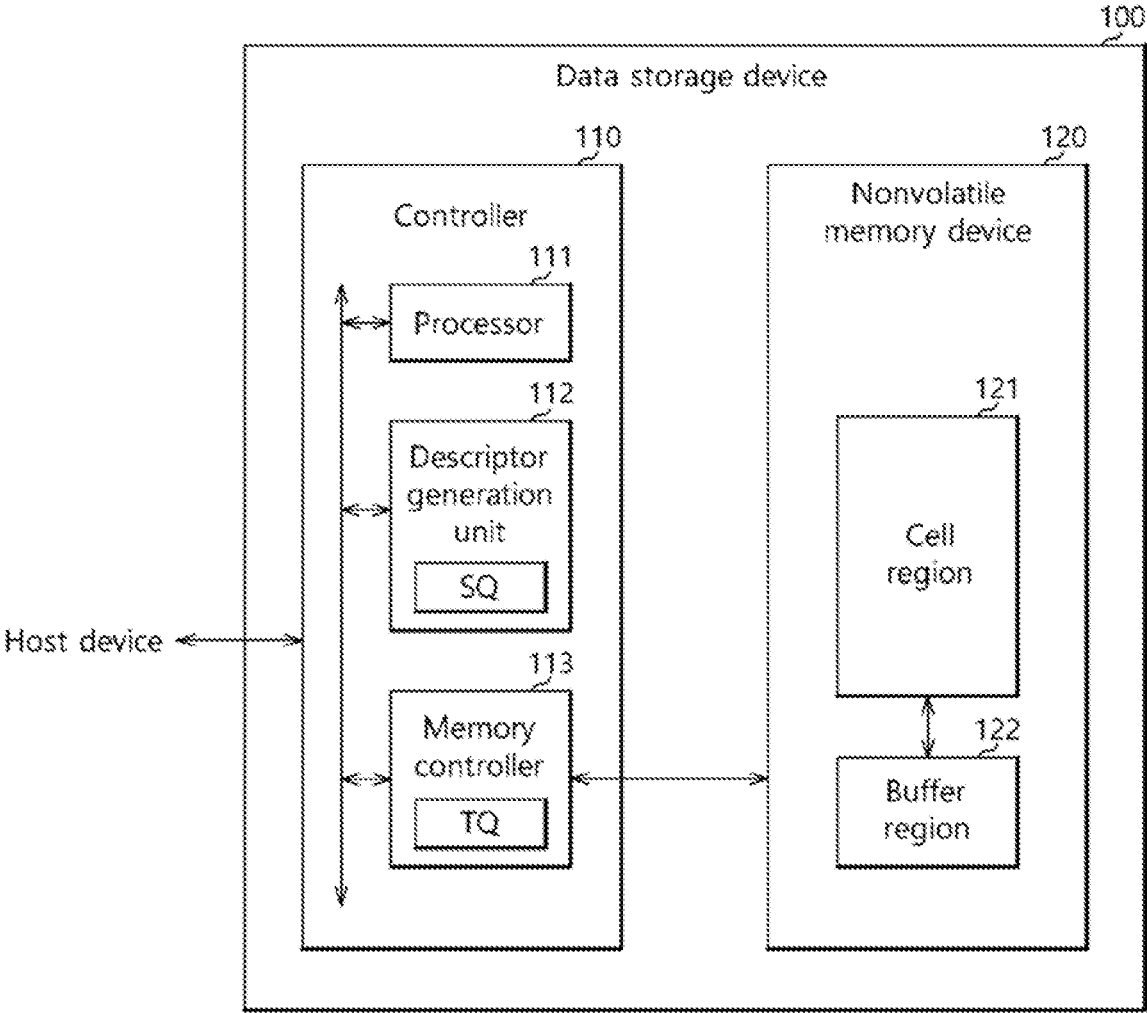 100
Data storage device
110
120
Controller
Nonvolatile
memory device
111
Processor
112
121
Descriptor
generation
unit
Cell
region
SQ
Host device
113
Memory
controller
122
Buffer
region
TQ